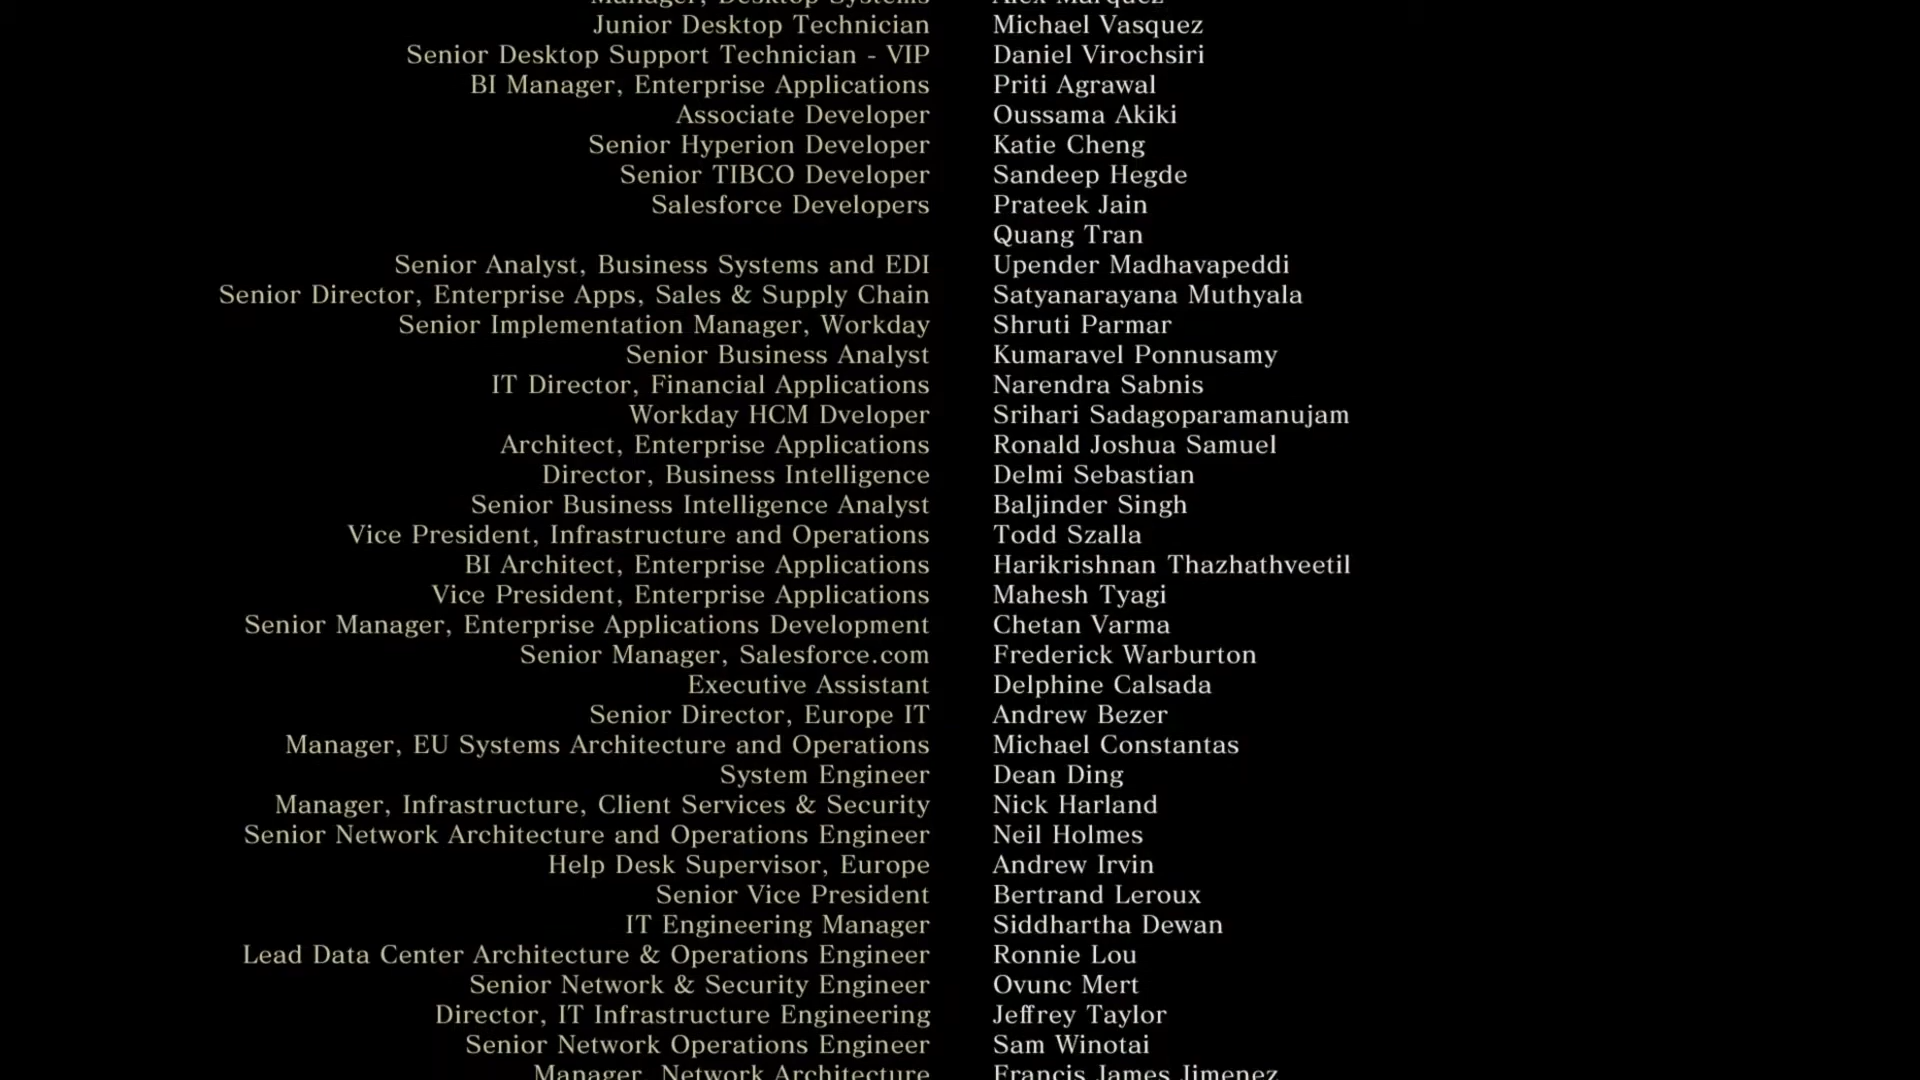 Manager, Desktop Systems Alex Marquez
Junior Desktop Technician Michael Vasquez
Senior Desktop Support Technician - VIP Daniel Virochsiri
BI Manager, Enterprise Applications Priti Agrawal
Associate Developer Oussama Akiki
Senior Hyperion Developer Katie Cheng
Senior TIBCO Developer Sandeep Hegde
Salesforce Developers Prateek Jain
Quang Tran
Senior Analyst, Business Systems and EDI Upender Madhavapeddi
Senior Director, Enterprise Apps, Sales & Supply Chain Satyanarayana Muthyala
Senior Implementation Manager, Workday Shruti Parmar
Senior Business Analyst Kumaravel Ponnusamy
IT Director, Financial Applications Narendra Sabnis
Workday HCM Dveloper Srihari Sadagoparamanujam
Architect, Enterprise Applications Ronald Joshua Samuel
Director, Business Intelligence Delmi Sebastian
Senior Business Intelligence Analyst Baljinder Singh
Vice President, Infrastructure and Operations Todd Szalla
BI Architect, Enterprise Applications Harikrishnan Thazhathveetil
Vice President, Enterprise Applications Mahesh Tyagi
Senior Manager, Enterprise Applications Development Chetan Varma
Senior Manager, Salesforce.com Frederick Warburton
Executive Assistant Delphine Calsada
Senior Director, Europe IT Andrew Bezer
Manager, EU Systems Architecture and Operations Michael Constantas
System Engineer Dean Ding
Manager, Infrastructure, Client Services & Security Nick Harland
Senior Network Architecture and Operations Engineer Neil Holmes
Help Desk Supervisor, Europe Andrew Irvin
Senior Vice President Bertrand Leroux
IT Engineering Manager Siddhartha Dewan
Lead Data Center Architecture & Operations Engineer Ronnie Lou
Senior Network & Security Engineer Ovunc Mert
Director, IT Infrastructure Engineering Jeffrey Taylor
Senior Network Operations Engineer Sam Winotai
Manager, Network Architecture Francis James Jimenez